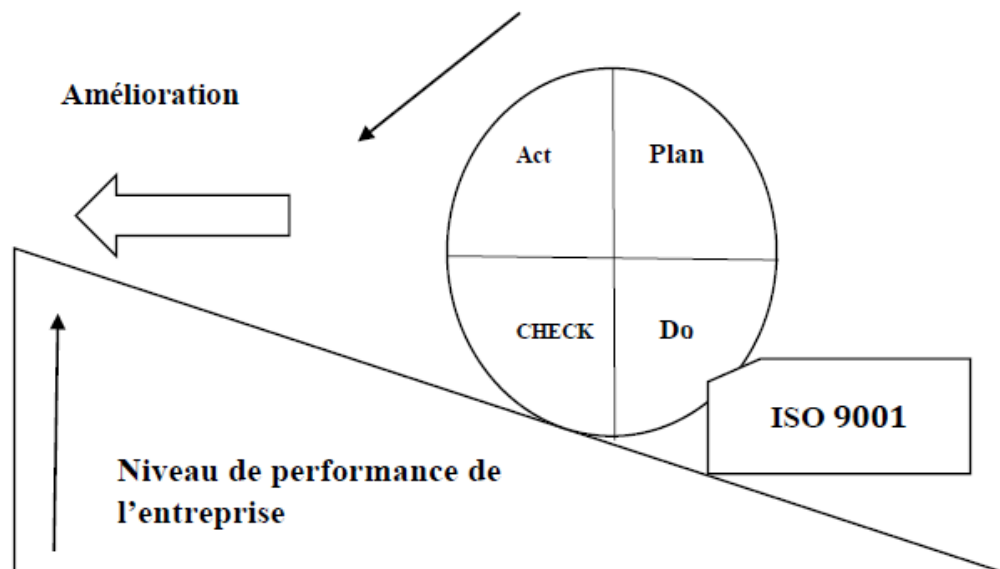 Amélioration
Act
Plan
CHECK
Do
ISO 9001
Niveau de performance de
l’entreprise